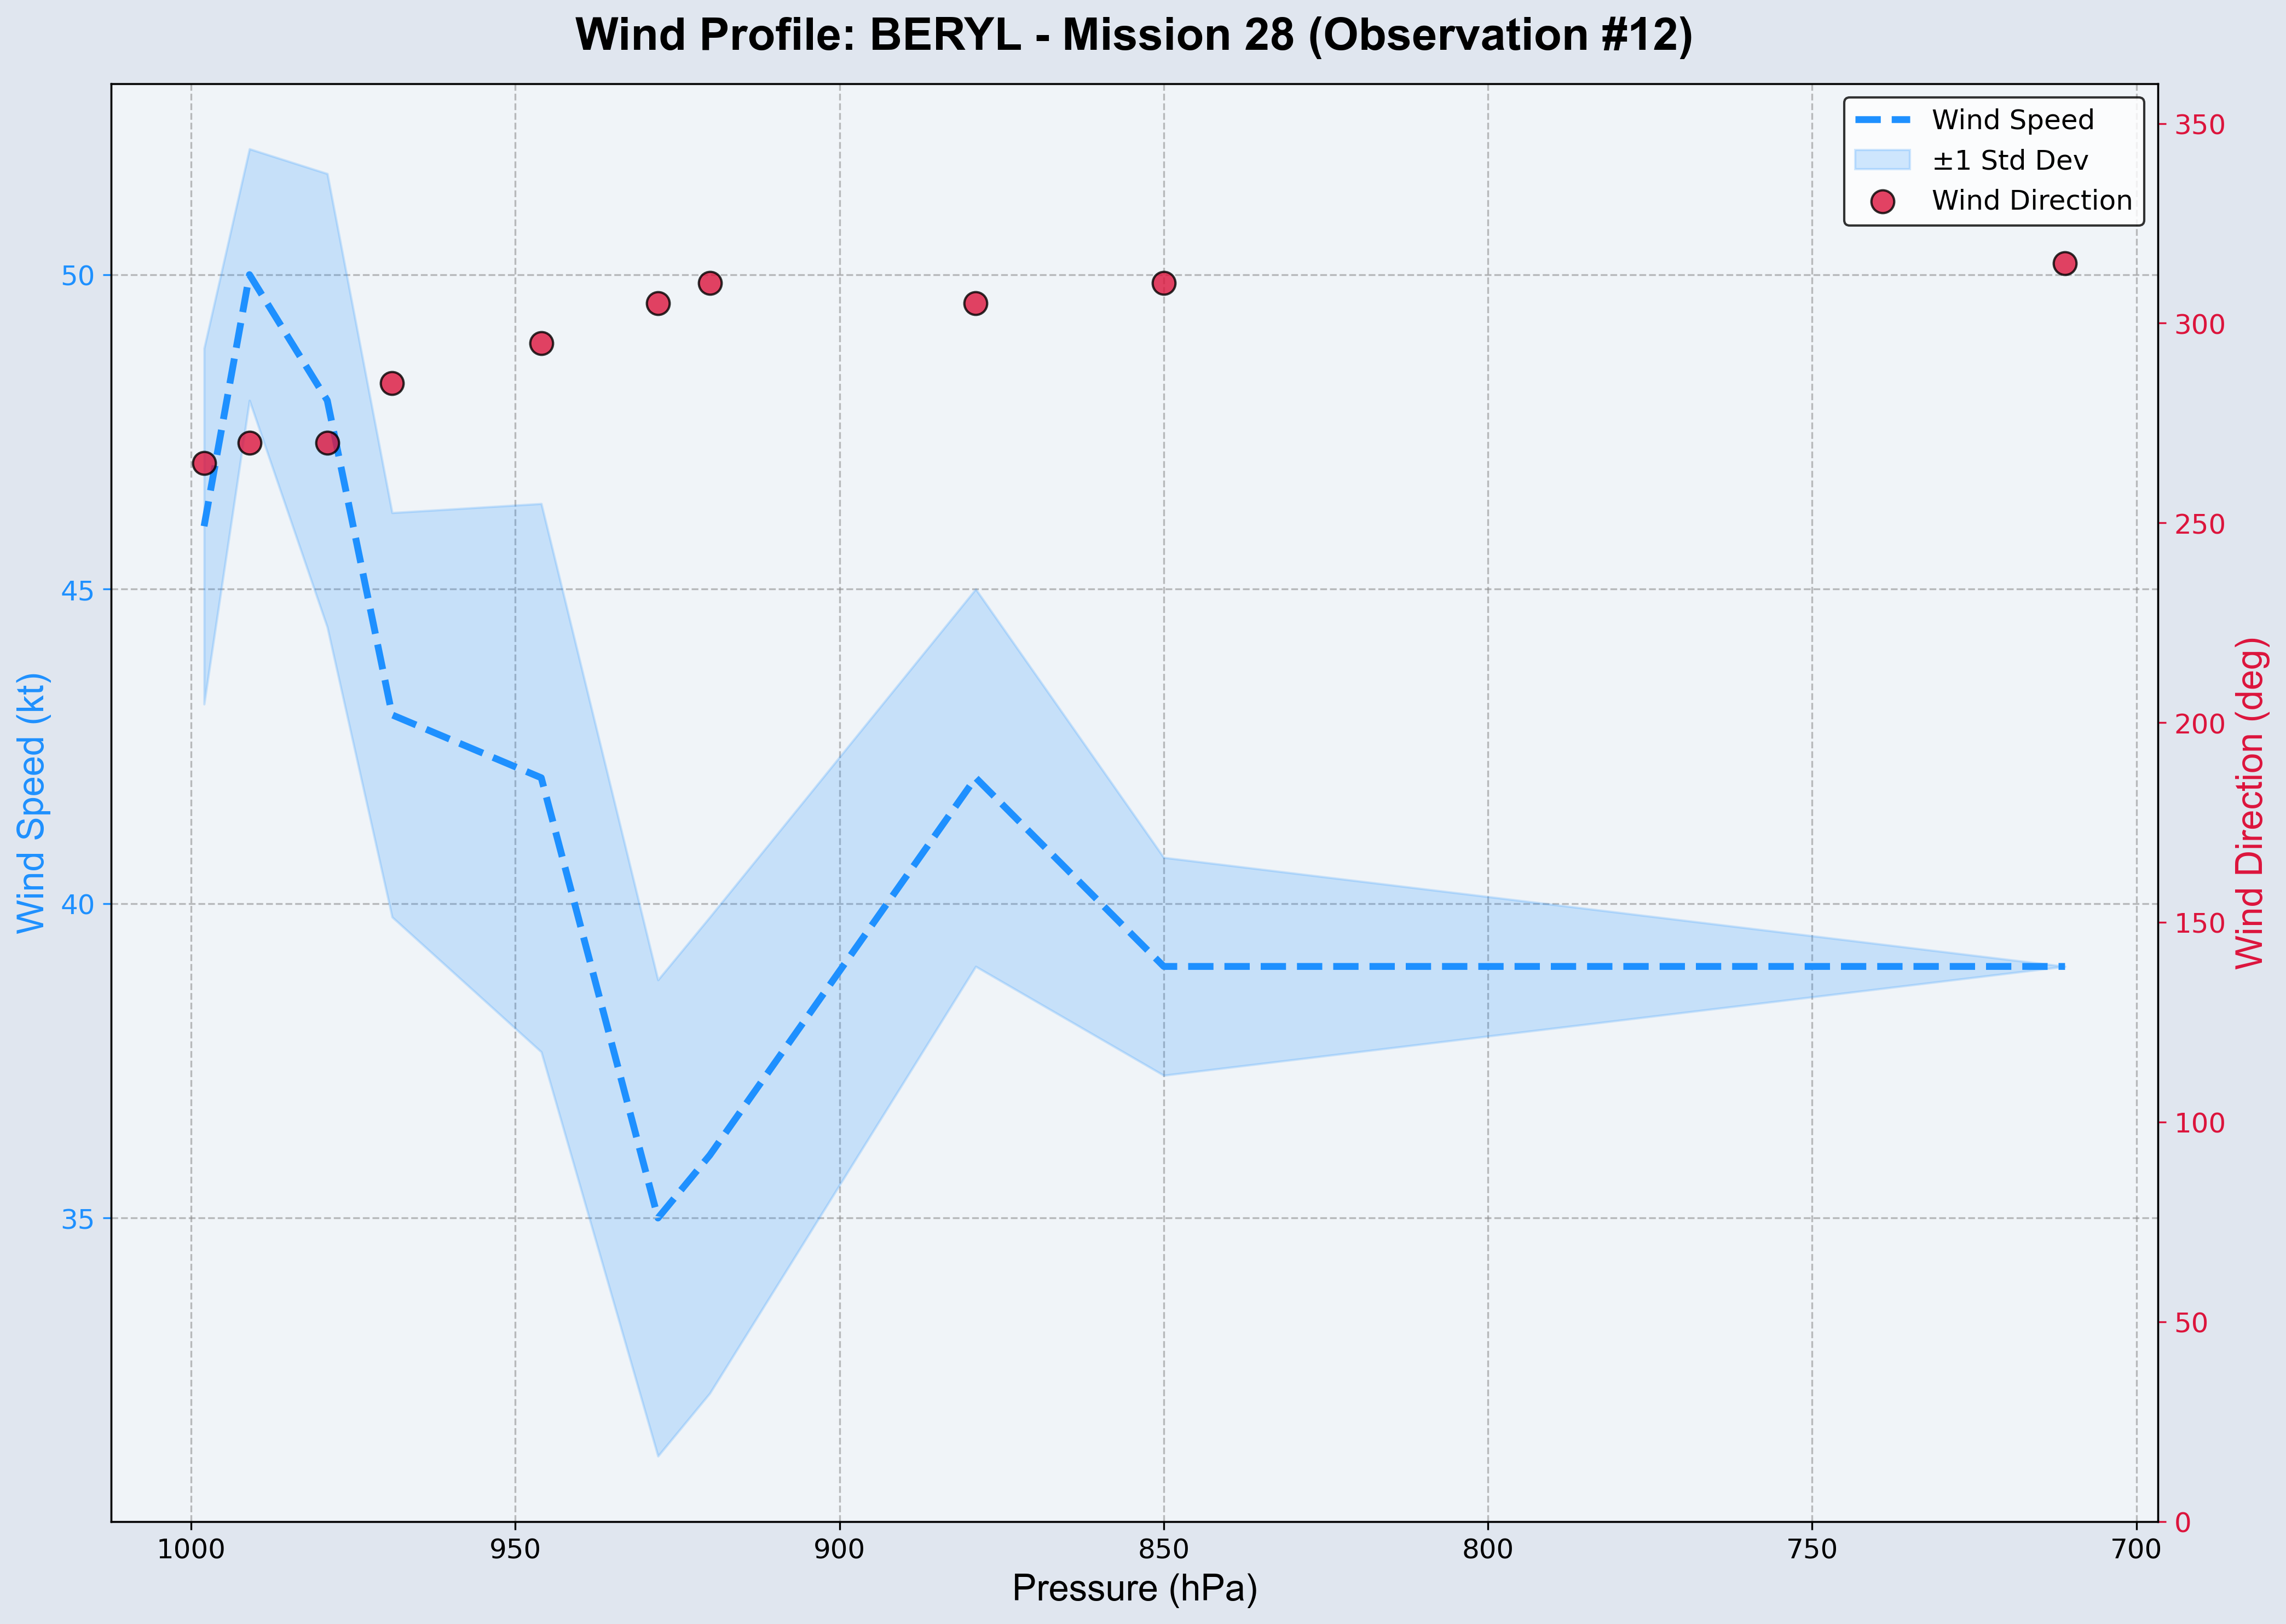 Wind Profile: BERYL - Mission 28 (Observation #12)
Wind Speed
±1 Std Dev
Wind Direction
50
45
40
35
Wind Speed (kt)
350
300
250
200
150
100
50
0
Wind Direction (deg)
1000
950
900
850
800
750
700
Pressure (hPa)